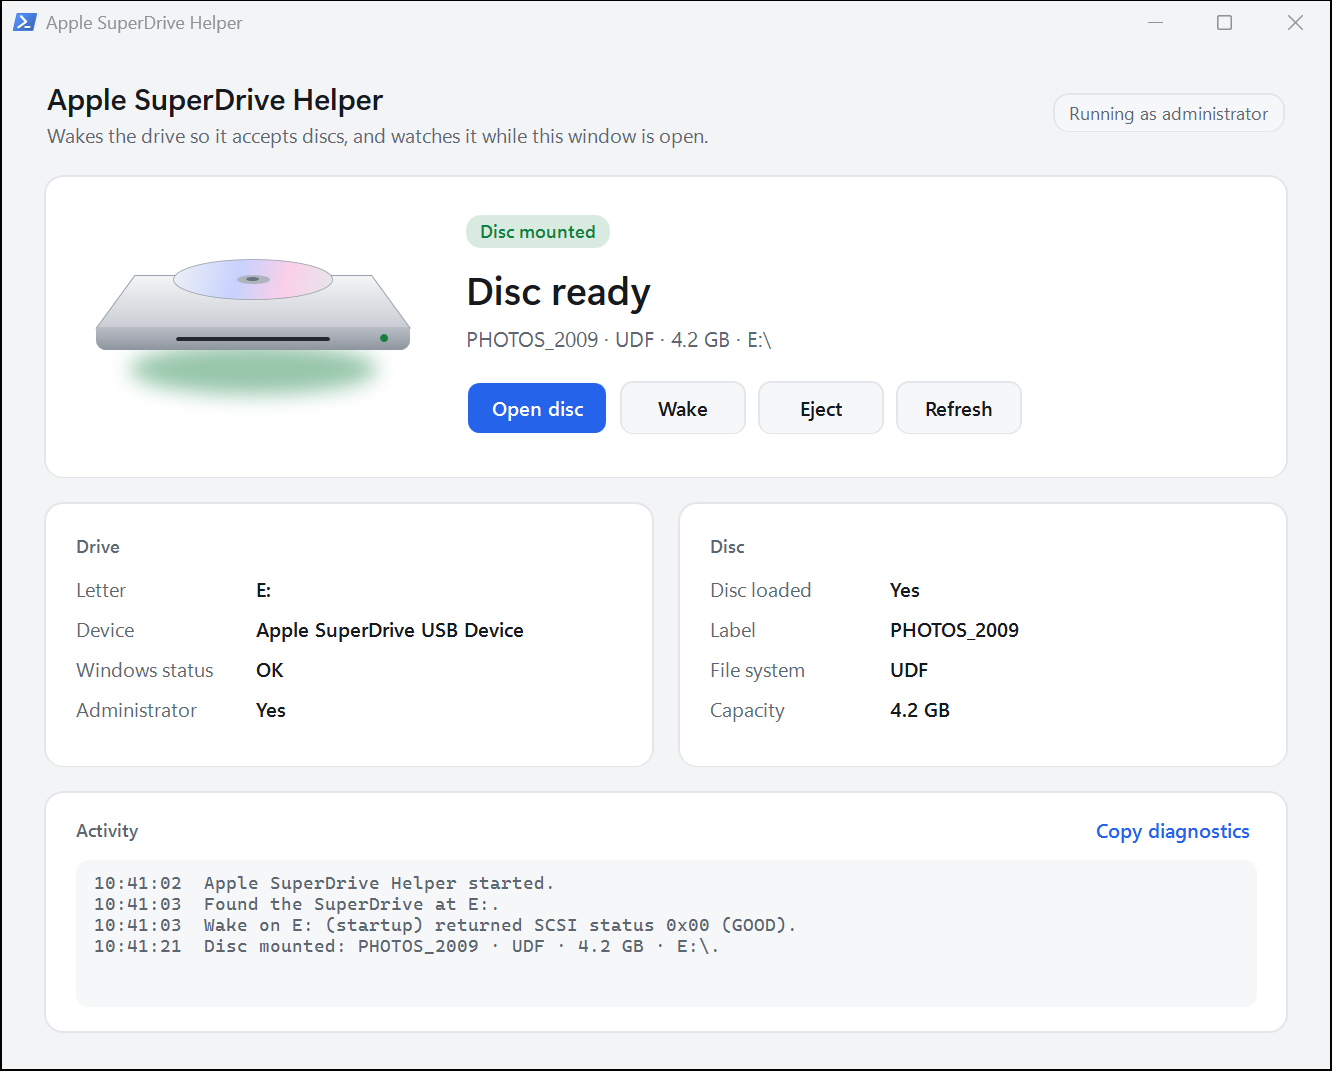 Apple SuperDrive Helper
Apple SuperDrive Helper
Wakes the drive so it accepts discs, and watches it while this window is open.
Running as administrator
Disc mounted
Disc ready
PHOTOS_2009 · UDF · 4.2 GB · E:\
Open disc
Wake
Eject
Refresh
Drive
Letter E:
Device Apple SuperDrive USB Device
Windows status OK
Administrator Yes
Disc
Disc loaded Yes
Label PHOTOS_2009
File system UDF
Capacity 4.2 GB
Activity
Copy diagnostics
10:41:02 Apple SuperDrive Helper started.
10:41:03 Found the SuperDrive at E:.
10:41:03 Wake on E: (startup) returned SCSI status 0x00 (GOOD).
10:41:21 Disc mounted: PHOTOS_2009 · UDF · 4.2 GB · E:\.